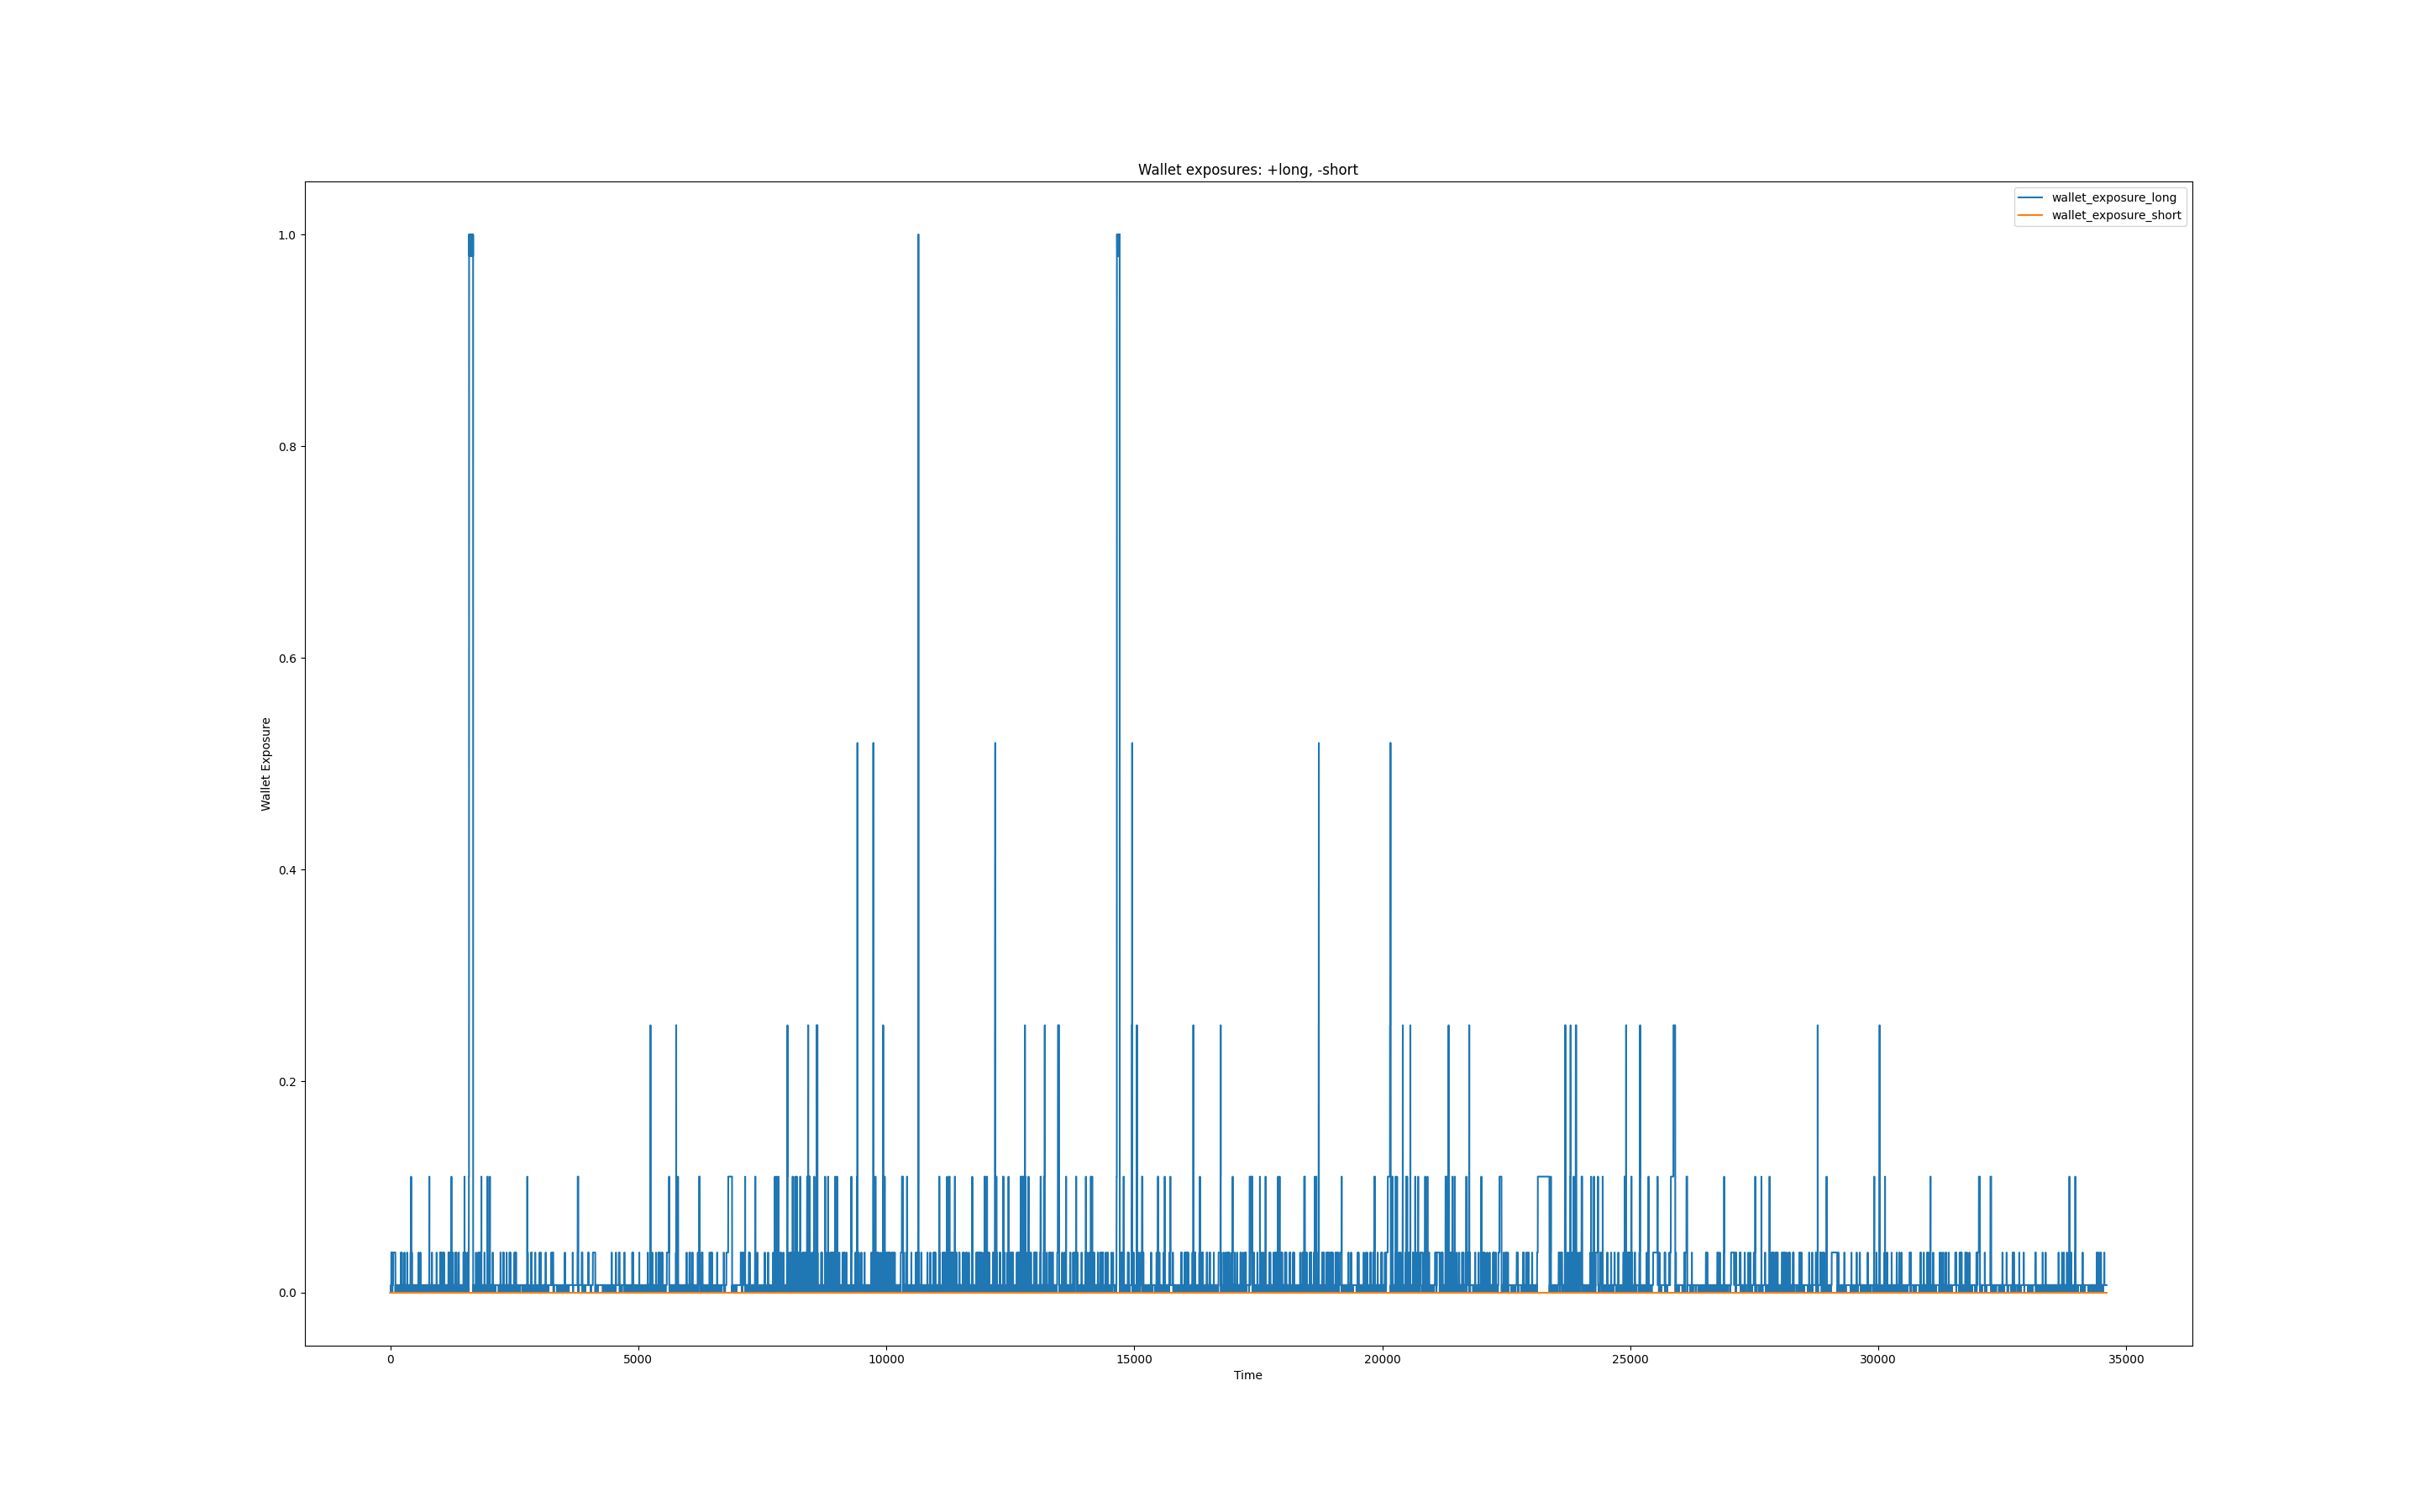 Wallet exposures: +long, -short
wallet_exposure_long
wallet_exposure_short
1.0
0.8
0.6
0.4
0.2
0.0
Wallet Exposure
0
5000
10000
15000
20000
25000
30000
35000
Time